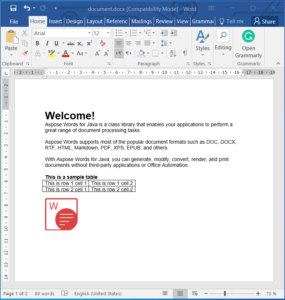 document.docx [Compatibility Mode] - Word
File Home Insert Design Layout References Mailings Review View Grammarly Tell me Share
Arial 12
Paste Paragraph Styles Editing Open Grammarly
Clipboard Font Grammarly
Welcome!
Aspose Words for Java is a class library that enables your applications to perform a
great range of document processing tasks.
Aspose Words supports most of the popular document formats such as DOC, DOCX,
RTF, HTML, Markdown, PDF, XPS, EPUB, and others.
With Aspose Words for Java, you can generate, modify, convert, render, and print
documents without third-party applications or Office Automation.
This is a sample table
This is row 1 cell 1 This is row 1 cell 2
This is row 2 cell 1 This is row 2 cell 2
W
Page 1 of 2 69 words English (United States) 70 %